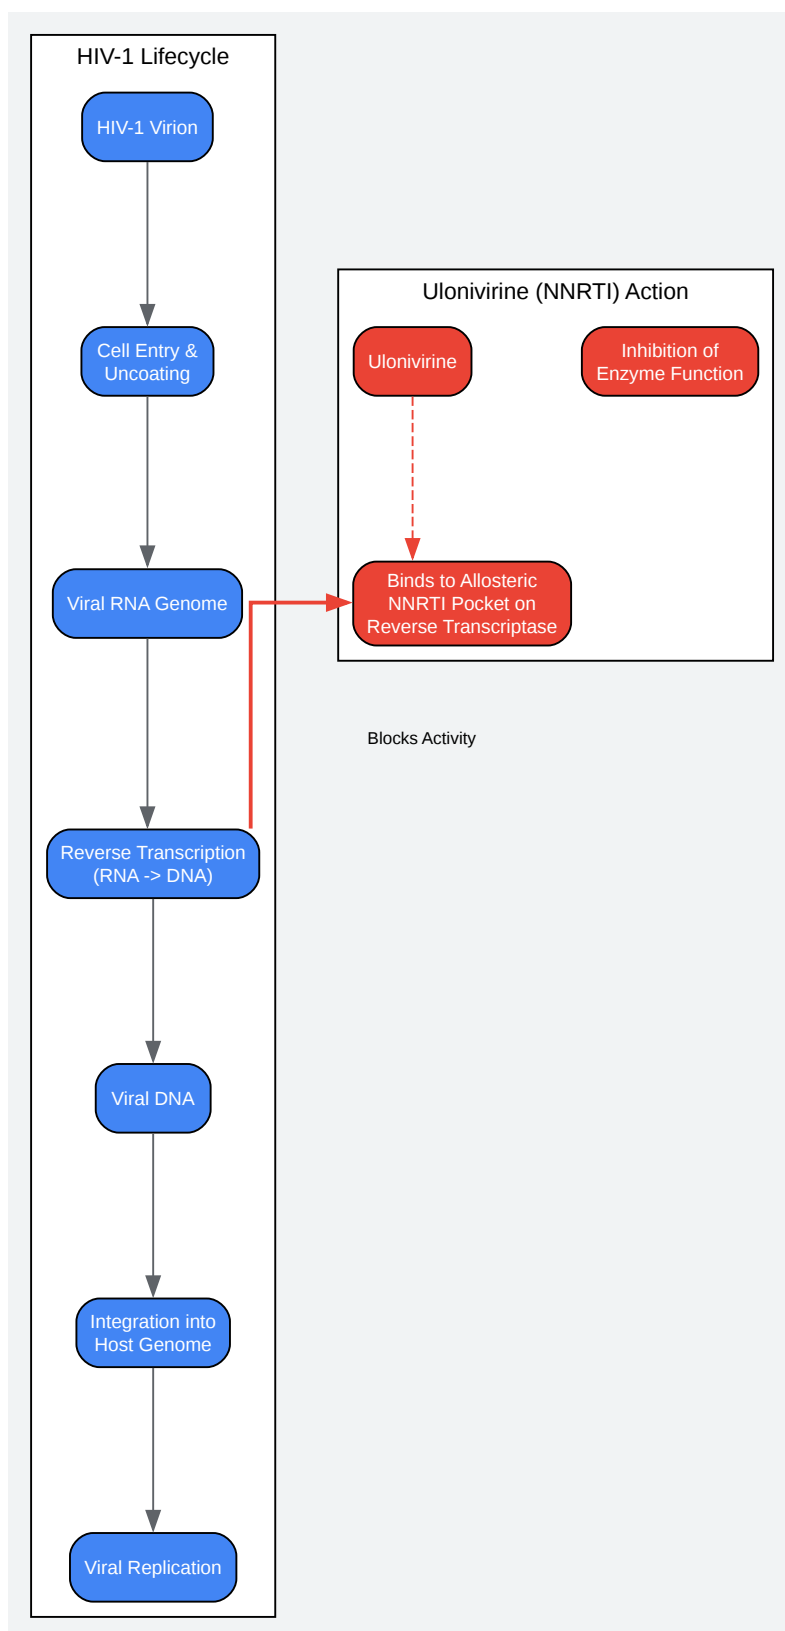 HIV-1 Lifecycle
HIV-1 Virion
Cell Entry &
Uncoating
Viral RNA Genome
Reverse Transcription
(RNA -> DNA)
Viral DNA
Integration into
Host Genome
Viral Replication
Ulonivirine (NNRTI) Action
Ulonivirine
Inhibition of
Enzyme Function
Binds to Allosteric
NNRTI Pocket on
Reverse Transcriptase
Blocks Activity